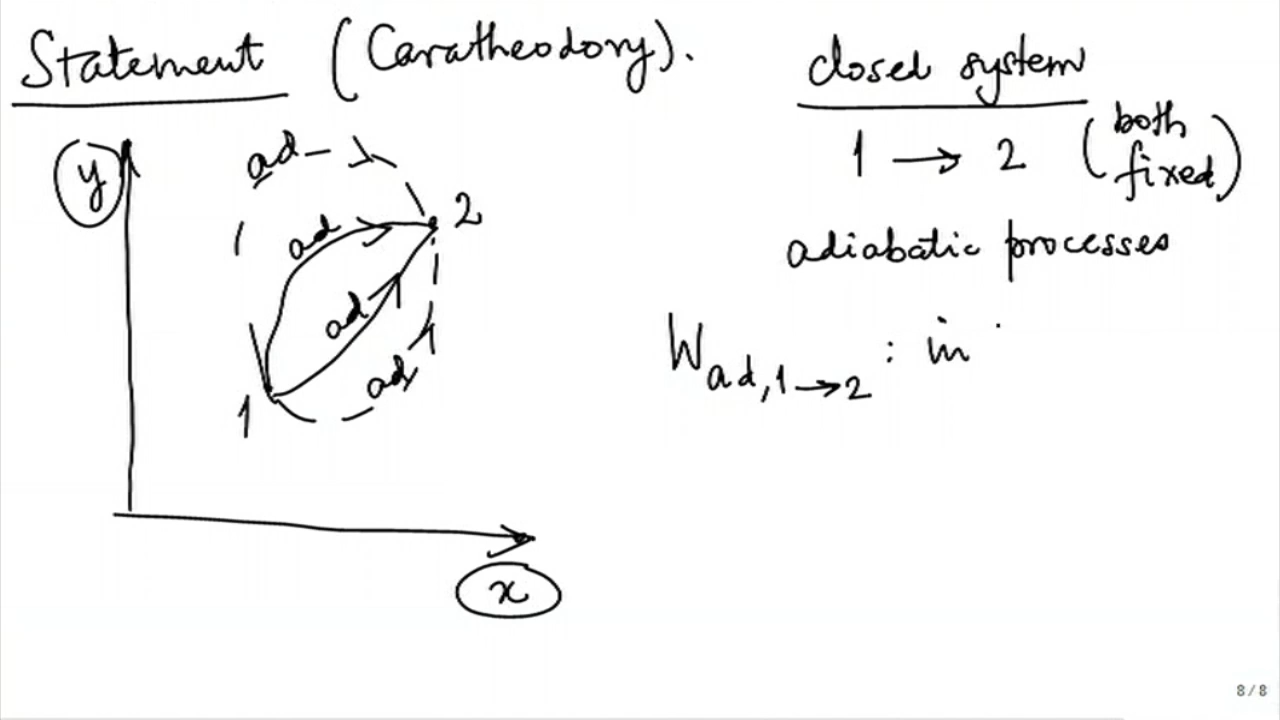 Statement (Caratheodory).
closed system
1 → 2 (both fixed)
adiabatic processes
W ad,1→2 : in
y
ad
ad
2
ad
ad
1
x
8/8